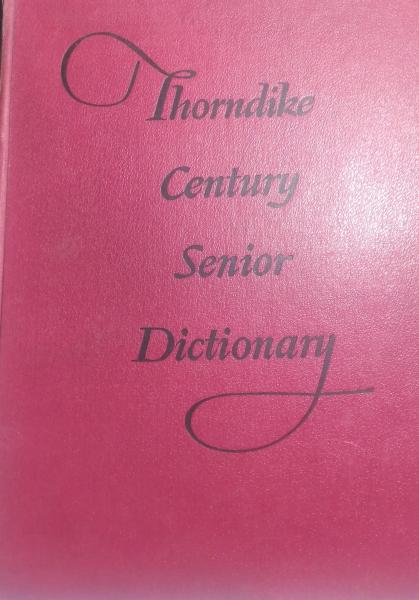 Thorndike
Century
Senior
Dictionary